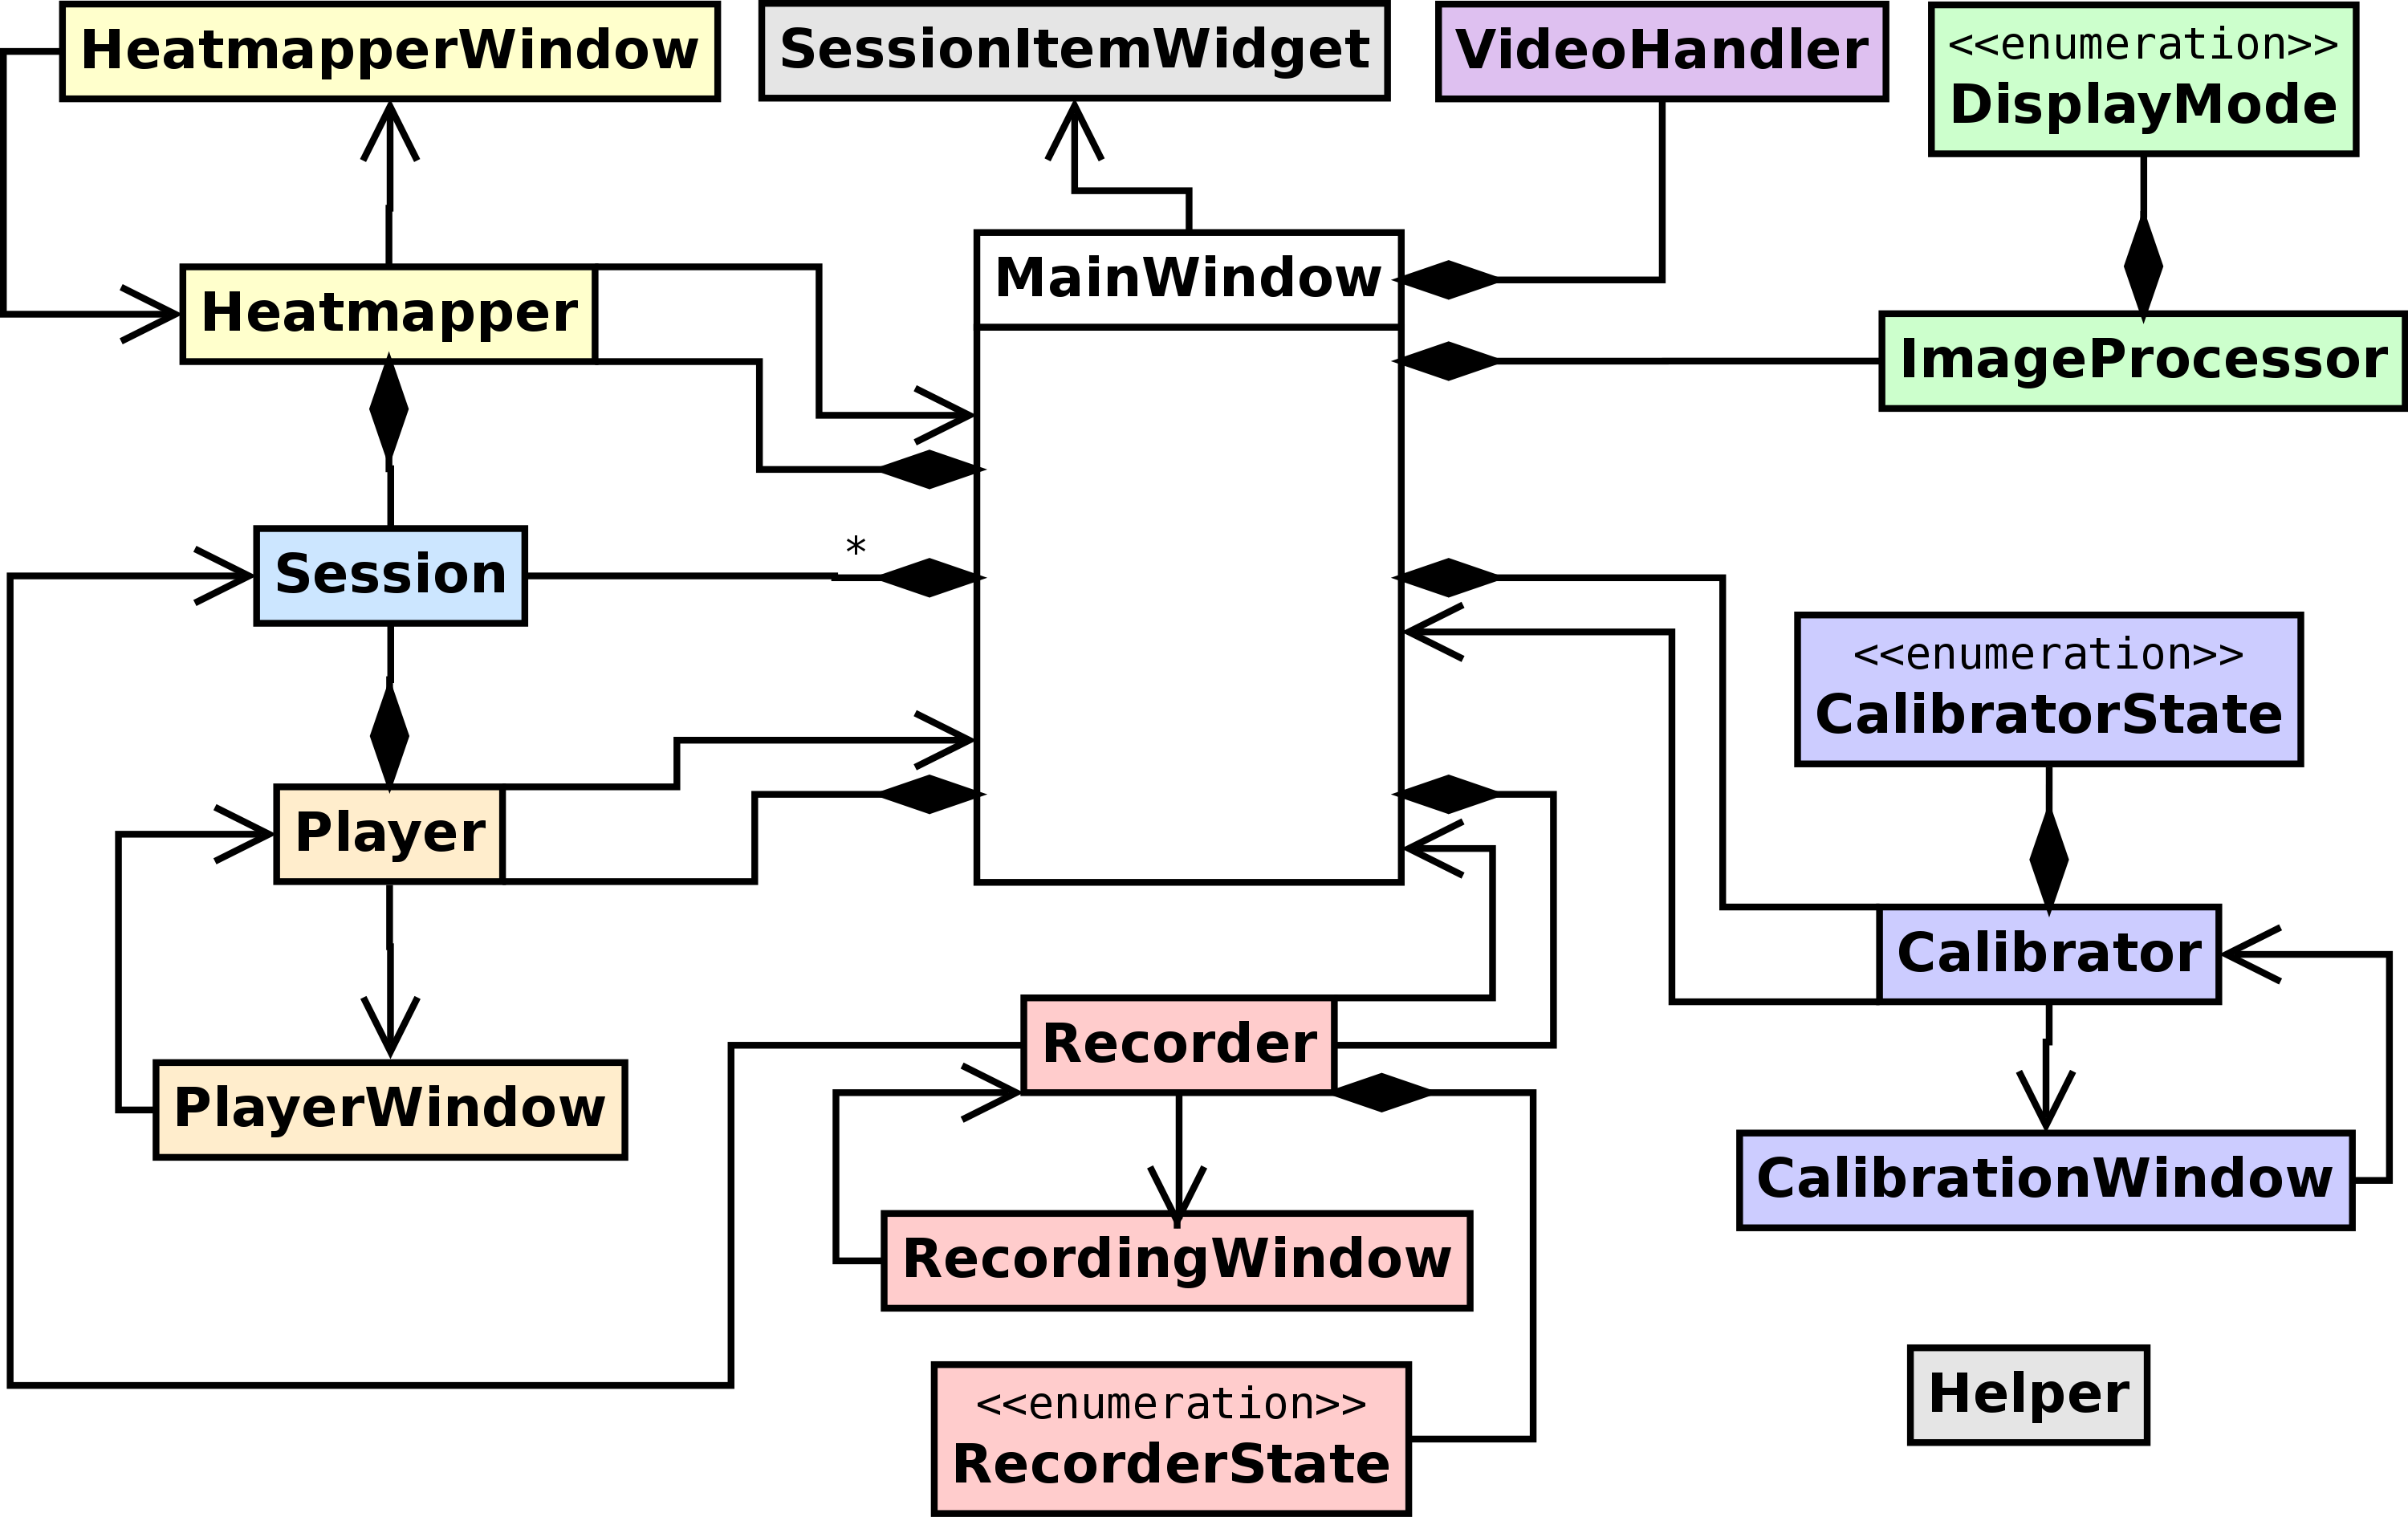 HeatmapperWindow
SessionItemWidget
VideoHandler
<<enumeration>>
DisplayMode
MainWindow
Heatmapper
ImageProcessor
*
Session
<<enumeration>>
CalibratorState
Player
Calibrator
Recorder
PlayerWindow
CalibrationWindow
RecordingWindow
Helper
<<enumeration>>
RecorderState